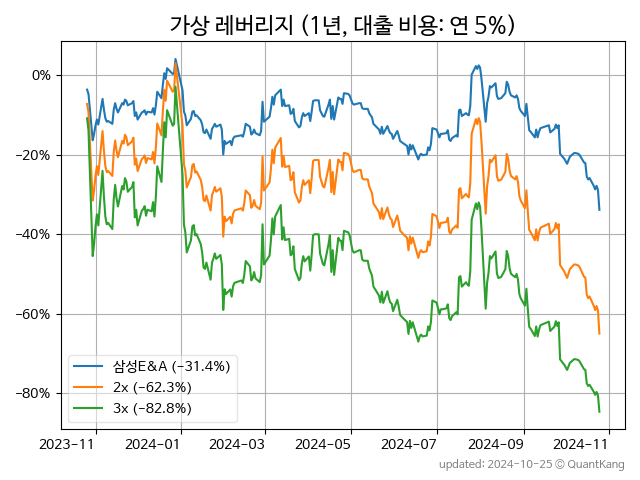 가상 레버리지 (1년, 대출 비용: 연 5%)
0%
−20%
−40%
−60%
−80%
삼성E&A (−31.4%)
2x (−62.3%)
3x (−82.8%)
2023-11 2024-01 2024-03 2024-05 2024-07 2024-09 2024-11
updated: 2024-10-25 © QuantKang